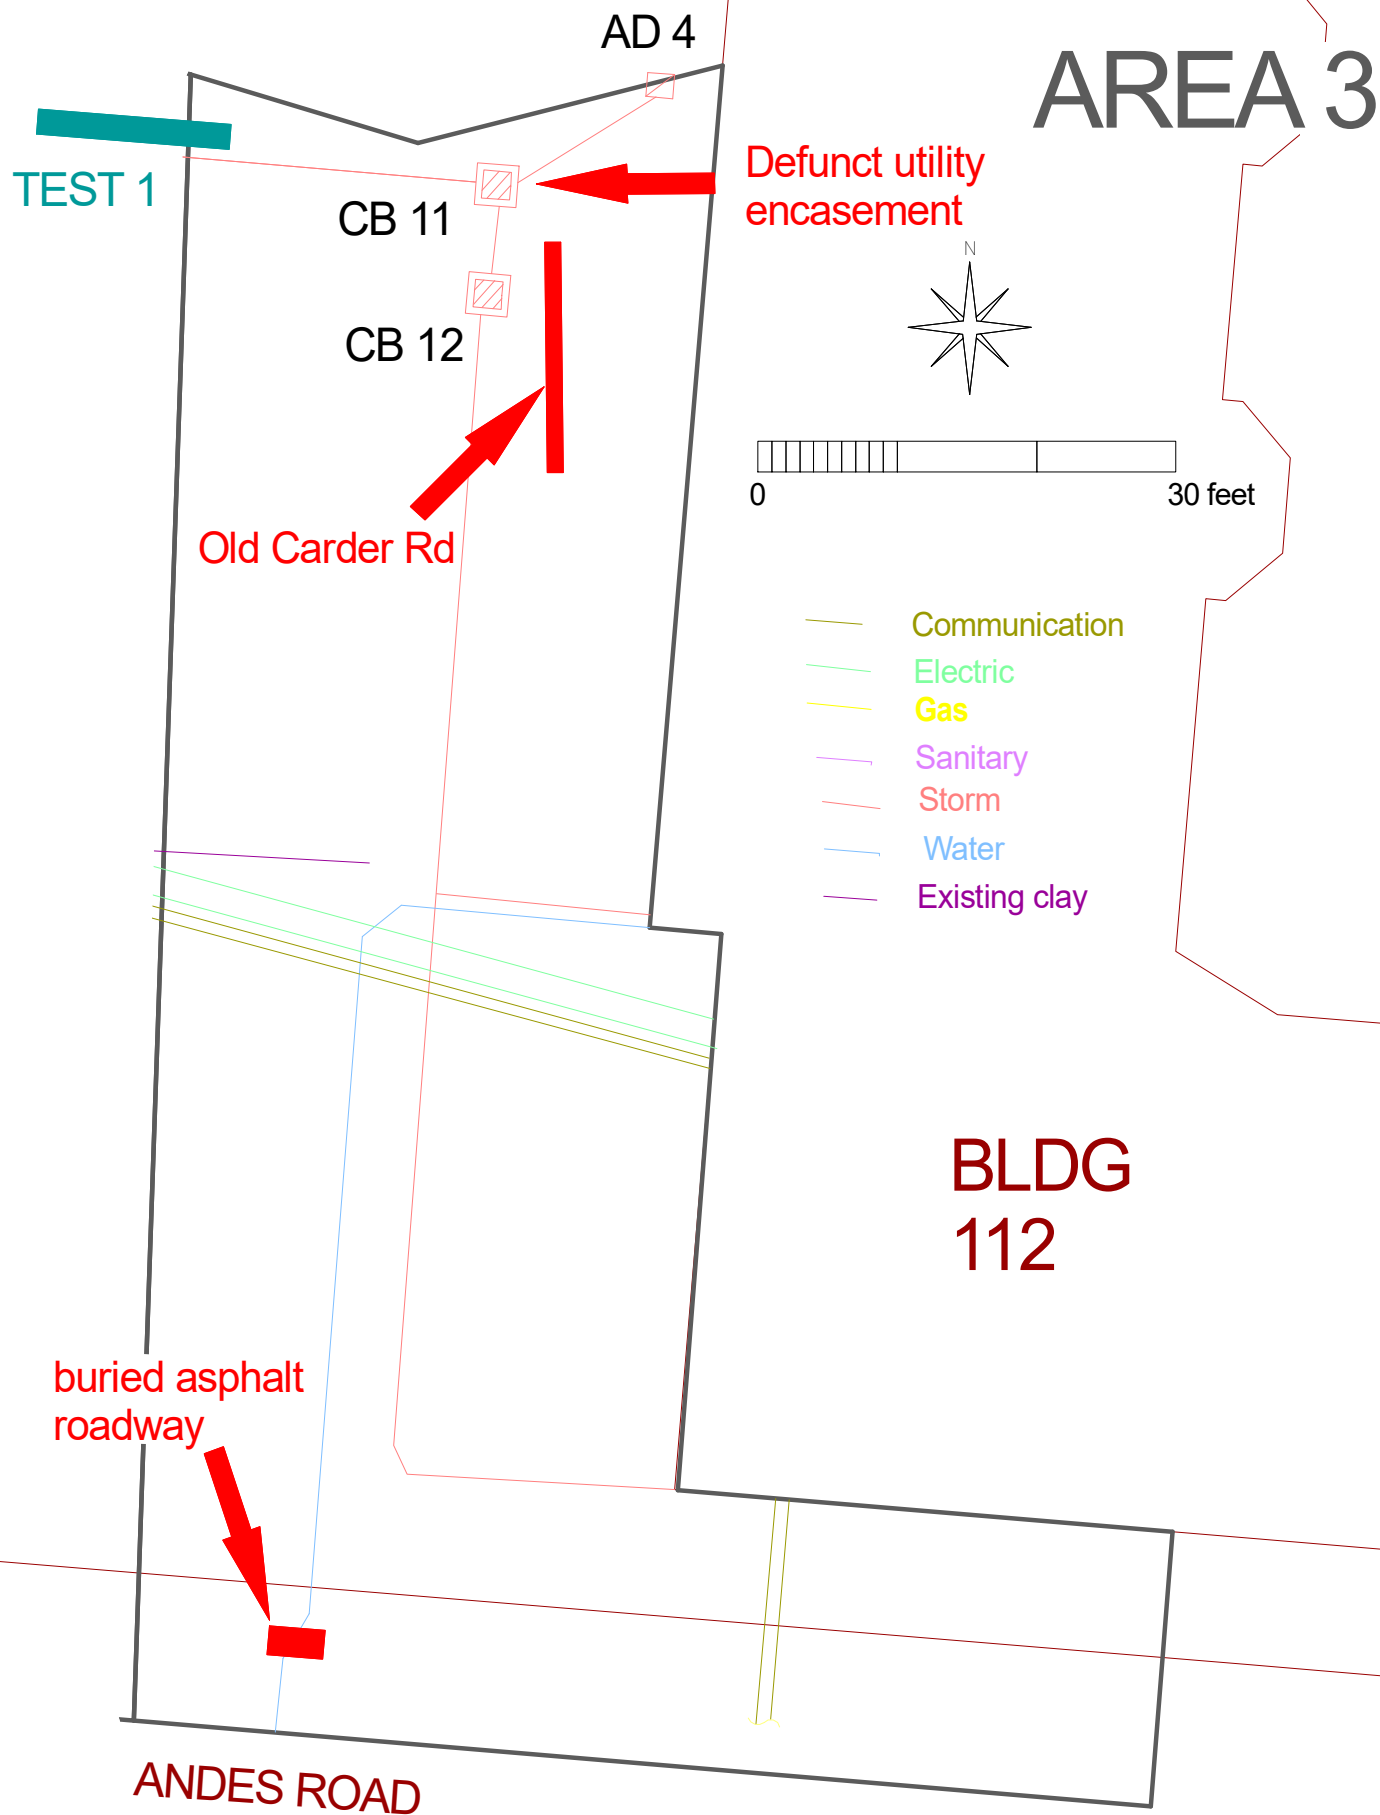 AD 4
AREA 3
TEST 1
Defunct utility
encasement
CB 11
N
CB 12
0
30 feet
Old Carder Rd
Communication
Electric
Gas
Sanitary
Storm
Water
Existing clay
BLDG
112
buried asphalt
roadway
ANDES ROAD